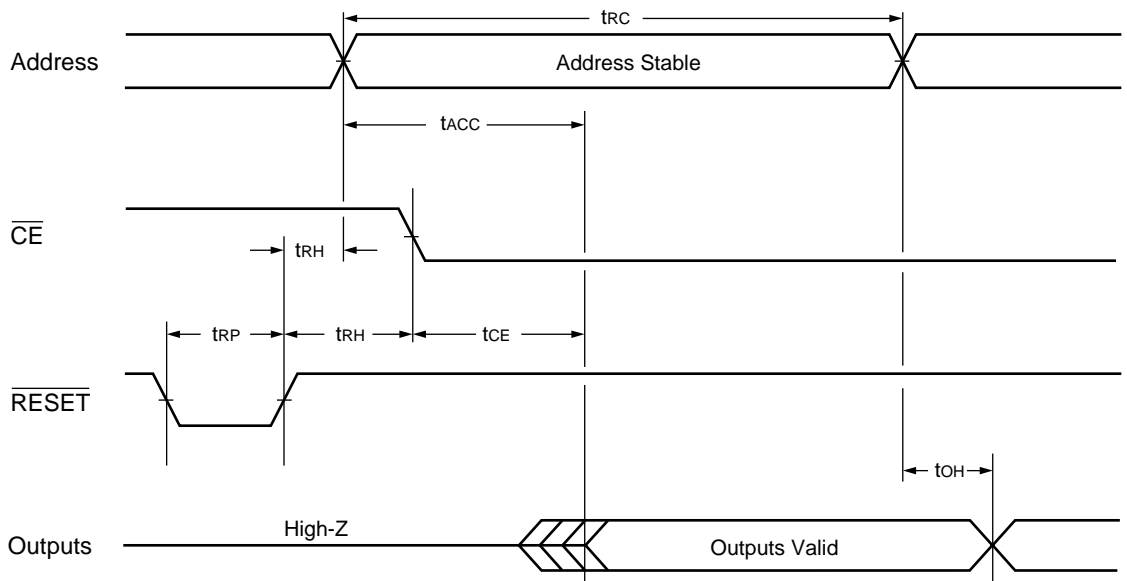 tRC
Address
Address Stable
tACC
CE
tRH
tRP
tRH
tCE
RESET
tOH
High-Z
Outputs
Outputs Valid